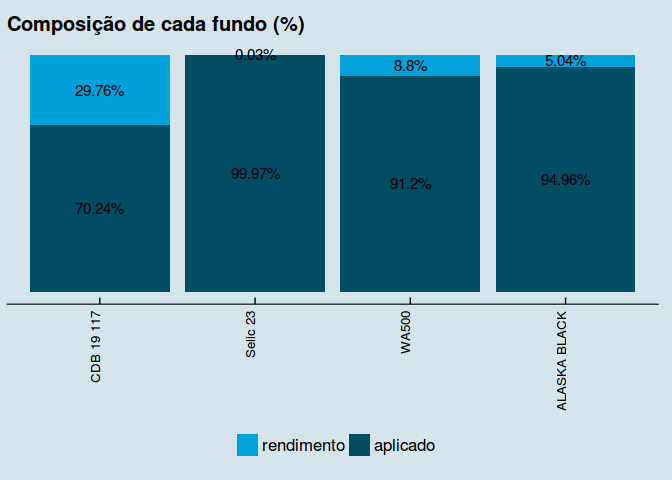 Composição de cada fundo (%)
29.76%
0.03%
8.8%
5.04%
70.24%
99.97%
91.2%
94.96%
CDB 19 117
Selic 23
WA500
ALASKA BLACK
rendimento
aplicado